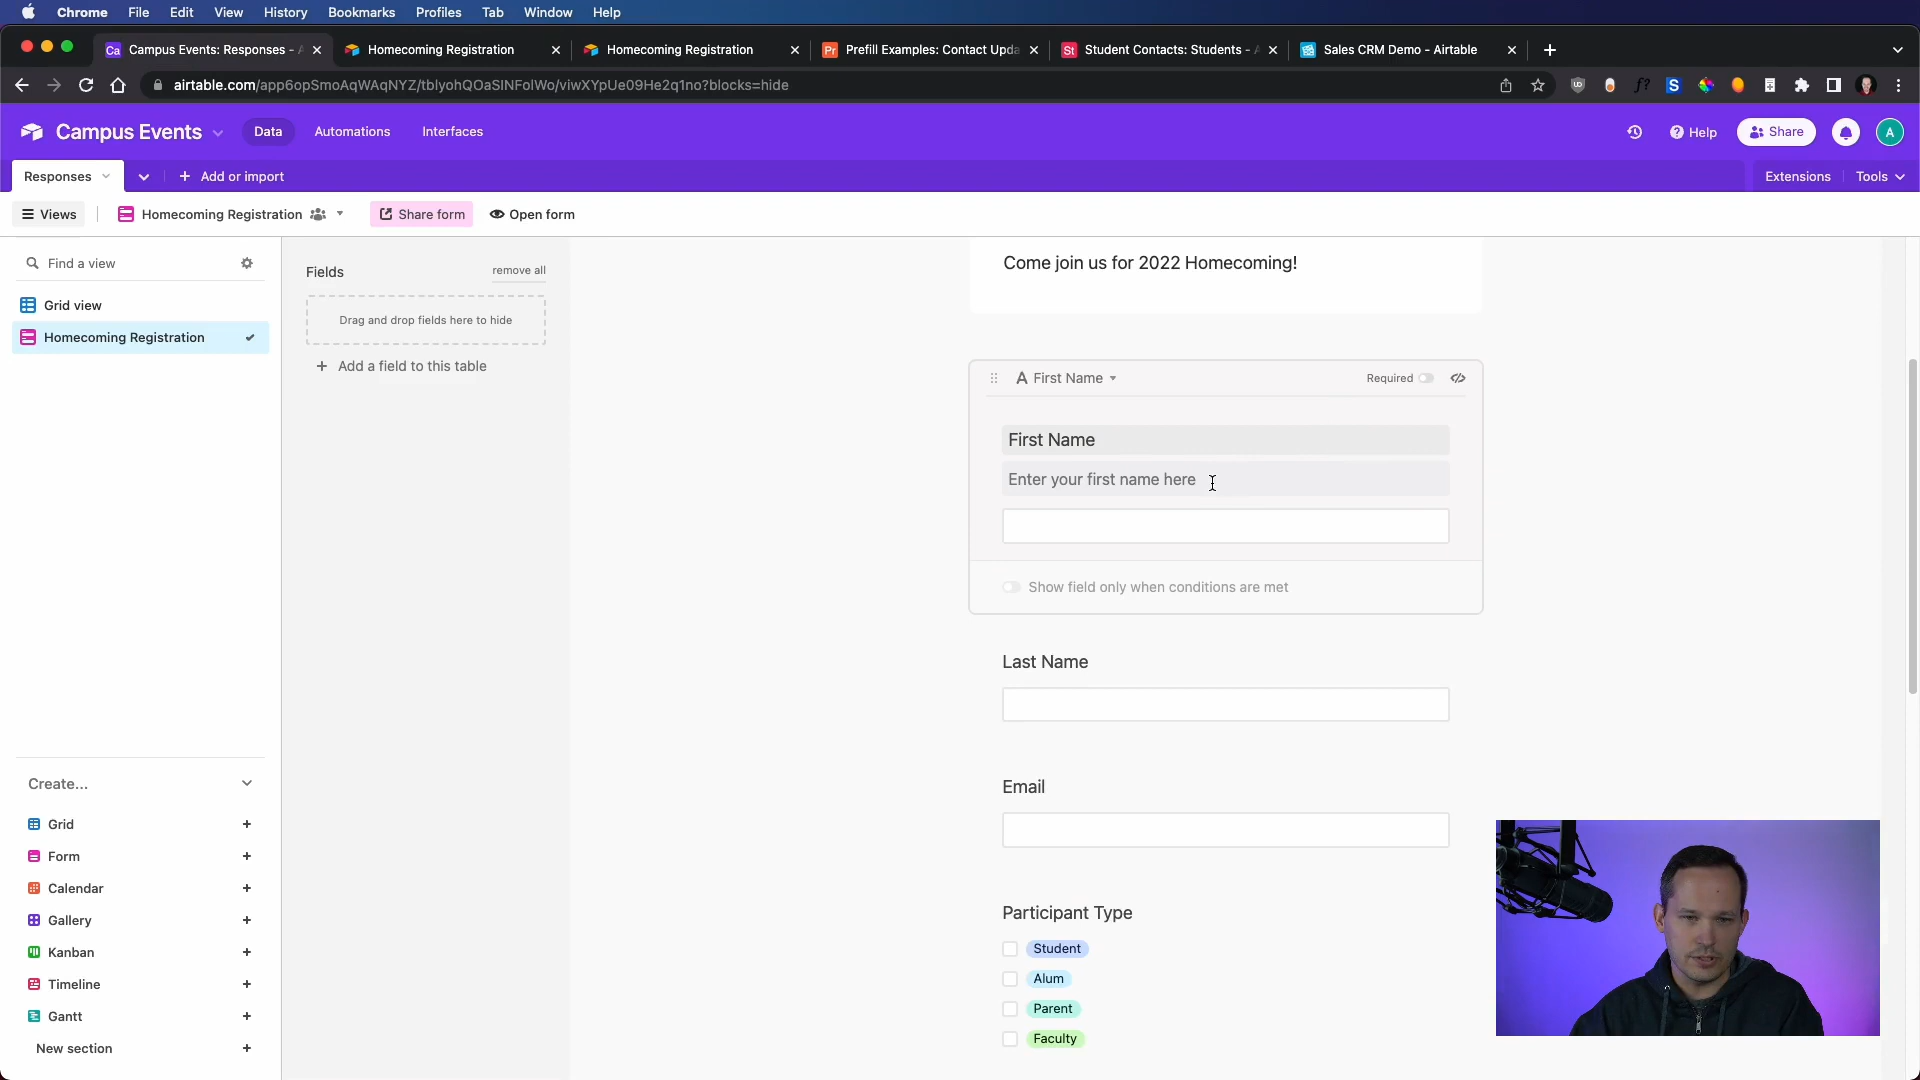 Chrome File Edit View History Bookmarks Profiles Tab Window Help
Ca Campus Events: Responses - A
Homecoming Registration
Homecoming Registration
Pr Prefill Examples: Contact Upda
St Student Contacts: Students - A
Sales CRM Demo - Airtable
airtable.com/app6opSmoAqWAqNYZ/tblyohQOaSlNFolWo/viwXYpUe09He2q1no?blocks=hide
Campus Events Data Automations Interfaces
Help Share A
Responses Add or import Extensions Tools
Views Homecoming Registration Share form Open form
Find a view
Grid view
Homecoming Registration
Create...
Grid
Form
Calendar
Gallery
Kanban
Timeline
Gantt
New section
Fields remove all
Drag and drop fields here to hide
Add a field to this table
Come join us for 2022 Homecoming!
A First Name Required
First Name
Enter your first name here
Show field only when conditions are met
Last Name
Email
Participant Type
Student
Alum
Parent
Faculty